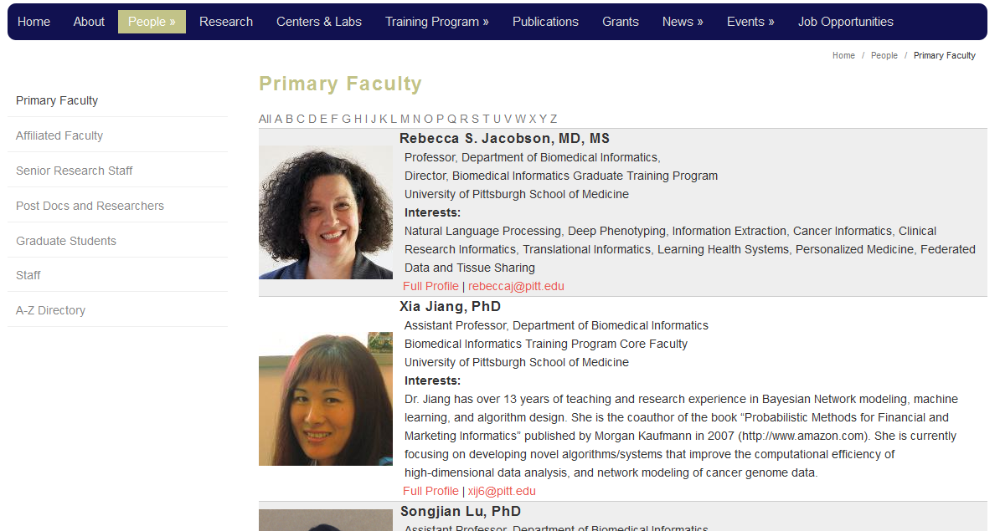 Home About People » Research Centers & Labs Training Program » Publications Grants News » Events » Job Opportunities
Home / People / Primary Faculty
Primary Faculty
Affiliated Faculty
Senior Research Staff
Post Docs and Researchers
Graduate Students
Staff
A-Z Directory
Primary Faculty
All A B C D E F G H I J K L M N O P Q R S T U V W X Y Z
Rebecca S. Jacobson, MD, MS
Professor, Department of Biomedical Informatics,
Director, Biomedical Informatics Graduate Training Program
University of Pittsburgh School of Medicine
Interests:
Natural Language Processing, Deep Phenotyping, Information Extraction, Cancer Informatics, Clinical
Research Informatics, Translational Informatics, Learning Health Systems, Personalized Medicine, Federated
Data and Tissue Sharing
Full Profile | rebeccaj@pitt.edu
Xia Jiang, PhD
Assistant Professor, Department of Biomedical Informatics
Biomedical Informatics Training Program Core Faculty
University of Pittsburgh School of Medicine
Interests:
Dr. Jiang has over 13 years of teaching and research experience in Bayesian Network modeling, machine
learning, and algorithm design. She is the coauthor of the book “Probabilistic Methods for Financial and
Marketing Informatics” published by Morgan Kaufmann in 2007 (http://www.amazon.com). She is currently
focusing on developing novel algorithms/systems that improve the computational efficiency of
high-dimensional data analysis, and network modeling of cancer genome data.
Full Profile | xij6@pitt.edu
Songjian Lu, PhD
Assistant Professor, Department of Biomedical Informatics